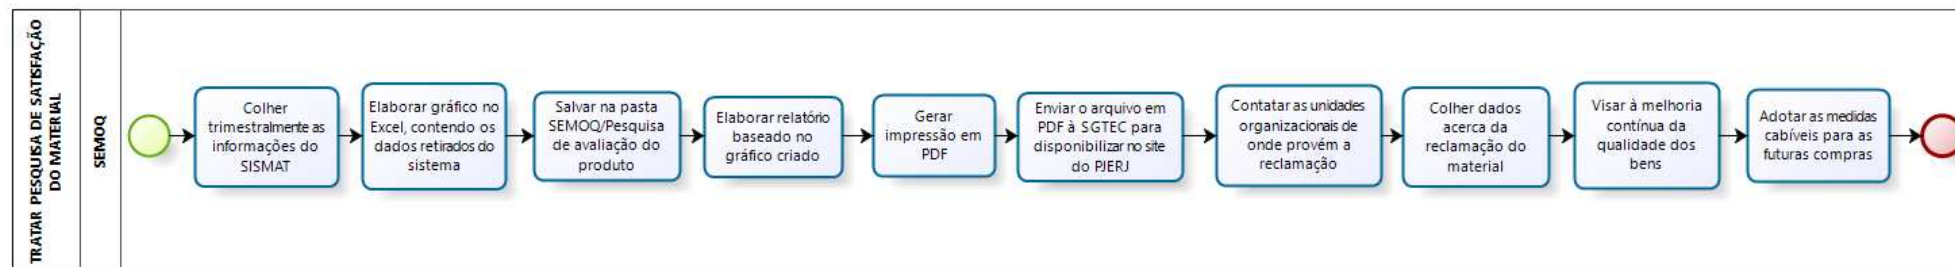 TRATAR PESQUISA DE SATISFAÇÃO
DO MATERIAL
SEMOQ
Colher
trimestralmente as
informações do
SISMAT
Elaborar gráfico no
Excel, contendo os
dados retirados do
sistema
Salvar na pasta
SEMOQ/Pesquisa
de avaliação do
produto
Elaborar relatório
baseado no
gráfico criado
Gerar
impressão em
PDF
Enviar o arquivo em
PDF à SGTEC para
disponibilizar no site
do PJERJ
Contatar as unidades
organizacionais de
onde provém a
reclamação
Colher dados
acerca da
reclamação do
material
Visar à melhoria
contínua da
qualidade dos
bens
Adotar as medidas
cabíveis para as
futuras compras